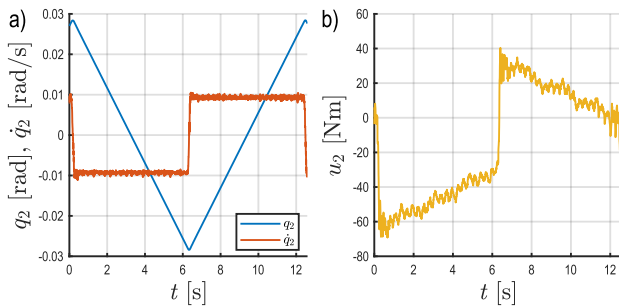 a)
q₂ [rad], q̇₂ [rad/s]
0.03
0.02
0.01
0
-0.01
-0.02
-0.03
0 2 4 6 8 10 12
t [s]
q₂
q̇₂
b)
u₂ [Nm]
60
40
20
0
-20
-40
-60
-80
0 2 4 6 8 10 12
t [s]